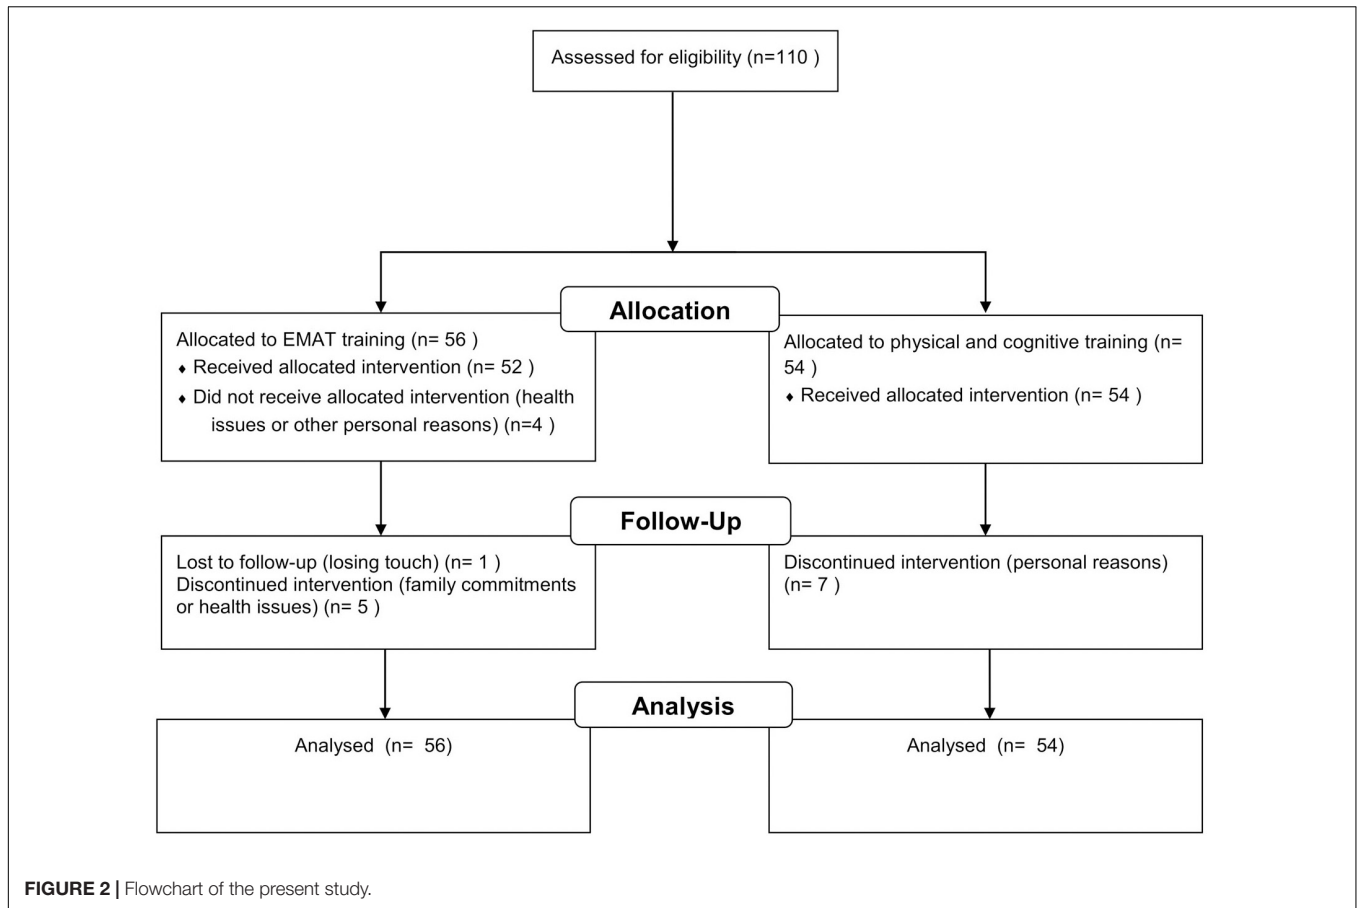 Assessed for eligibility (n=110 )
Allocation
Allocated to EMAT training (n= 56 )
♦ Received allocated intervention (n= 52 )
♦ Did not receive allocated intervention (health
issues or other personal reasons) (n=4 )
Allocated to physical and cognitive training (n=
54 )
♦ Received allocated intervention (n= 54 )
Follow-Up
Lost to follow-up (losing touch) (n= 1 )
Discontinued intervention (family commitments
or health issues) (n= 5 )
Discontinued intervention (personal reasons)
(n= 7 )
Analysis
Analysed (n= 56)
Analysed (n= 54)
FIGURE 2 | Flowchart of the present study.